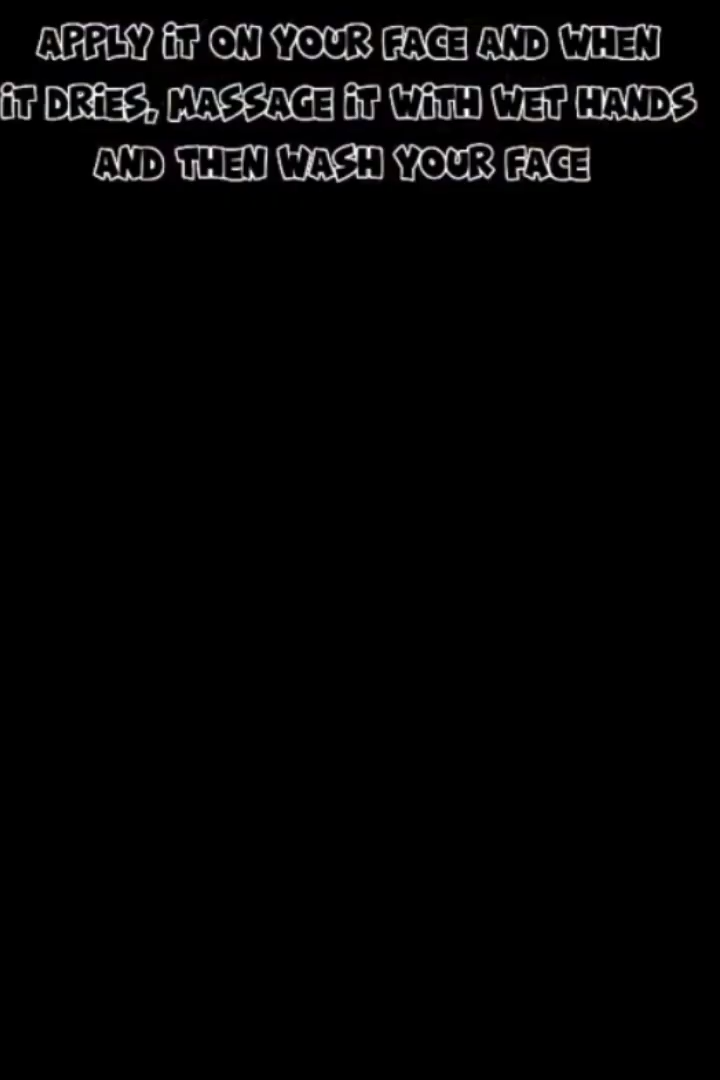 APPLY iT ON YOUR FACE AND WHEN
iT DRiES, MASSAGE iT WiTH WET HANDS
AND THEN WASH YOUR FACE